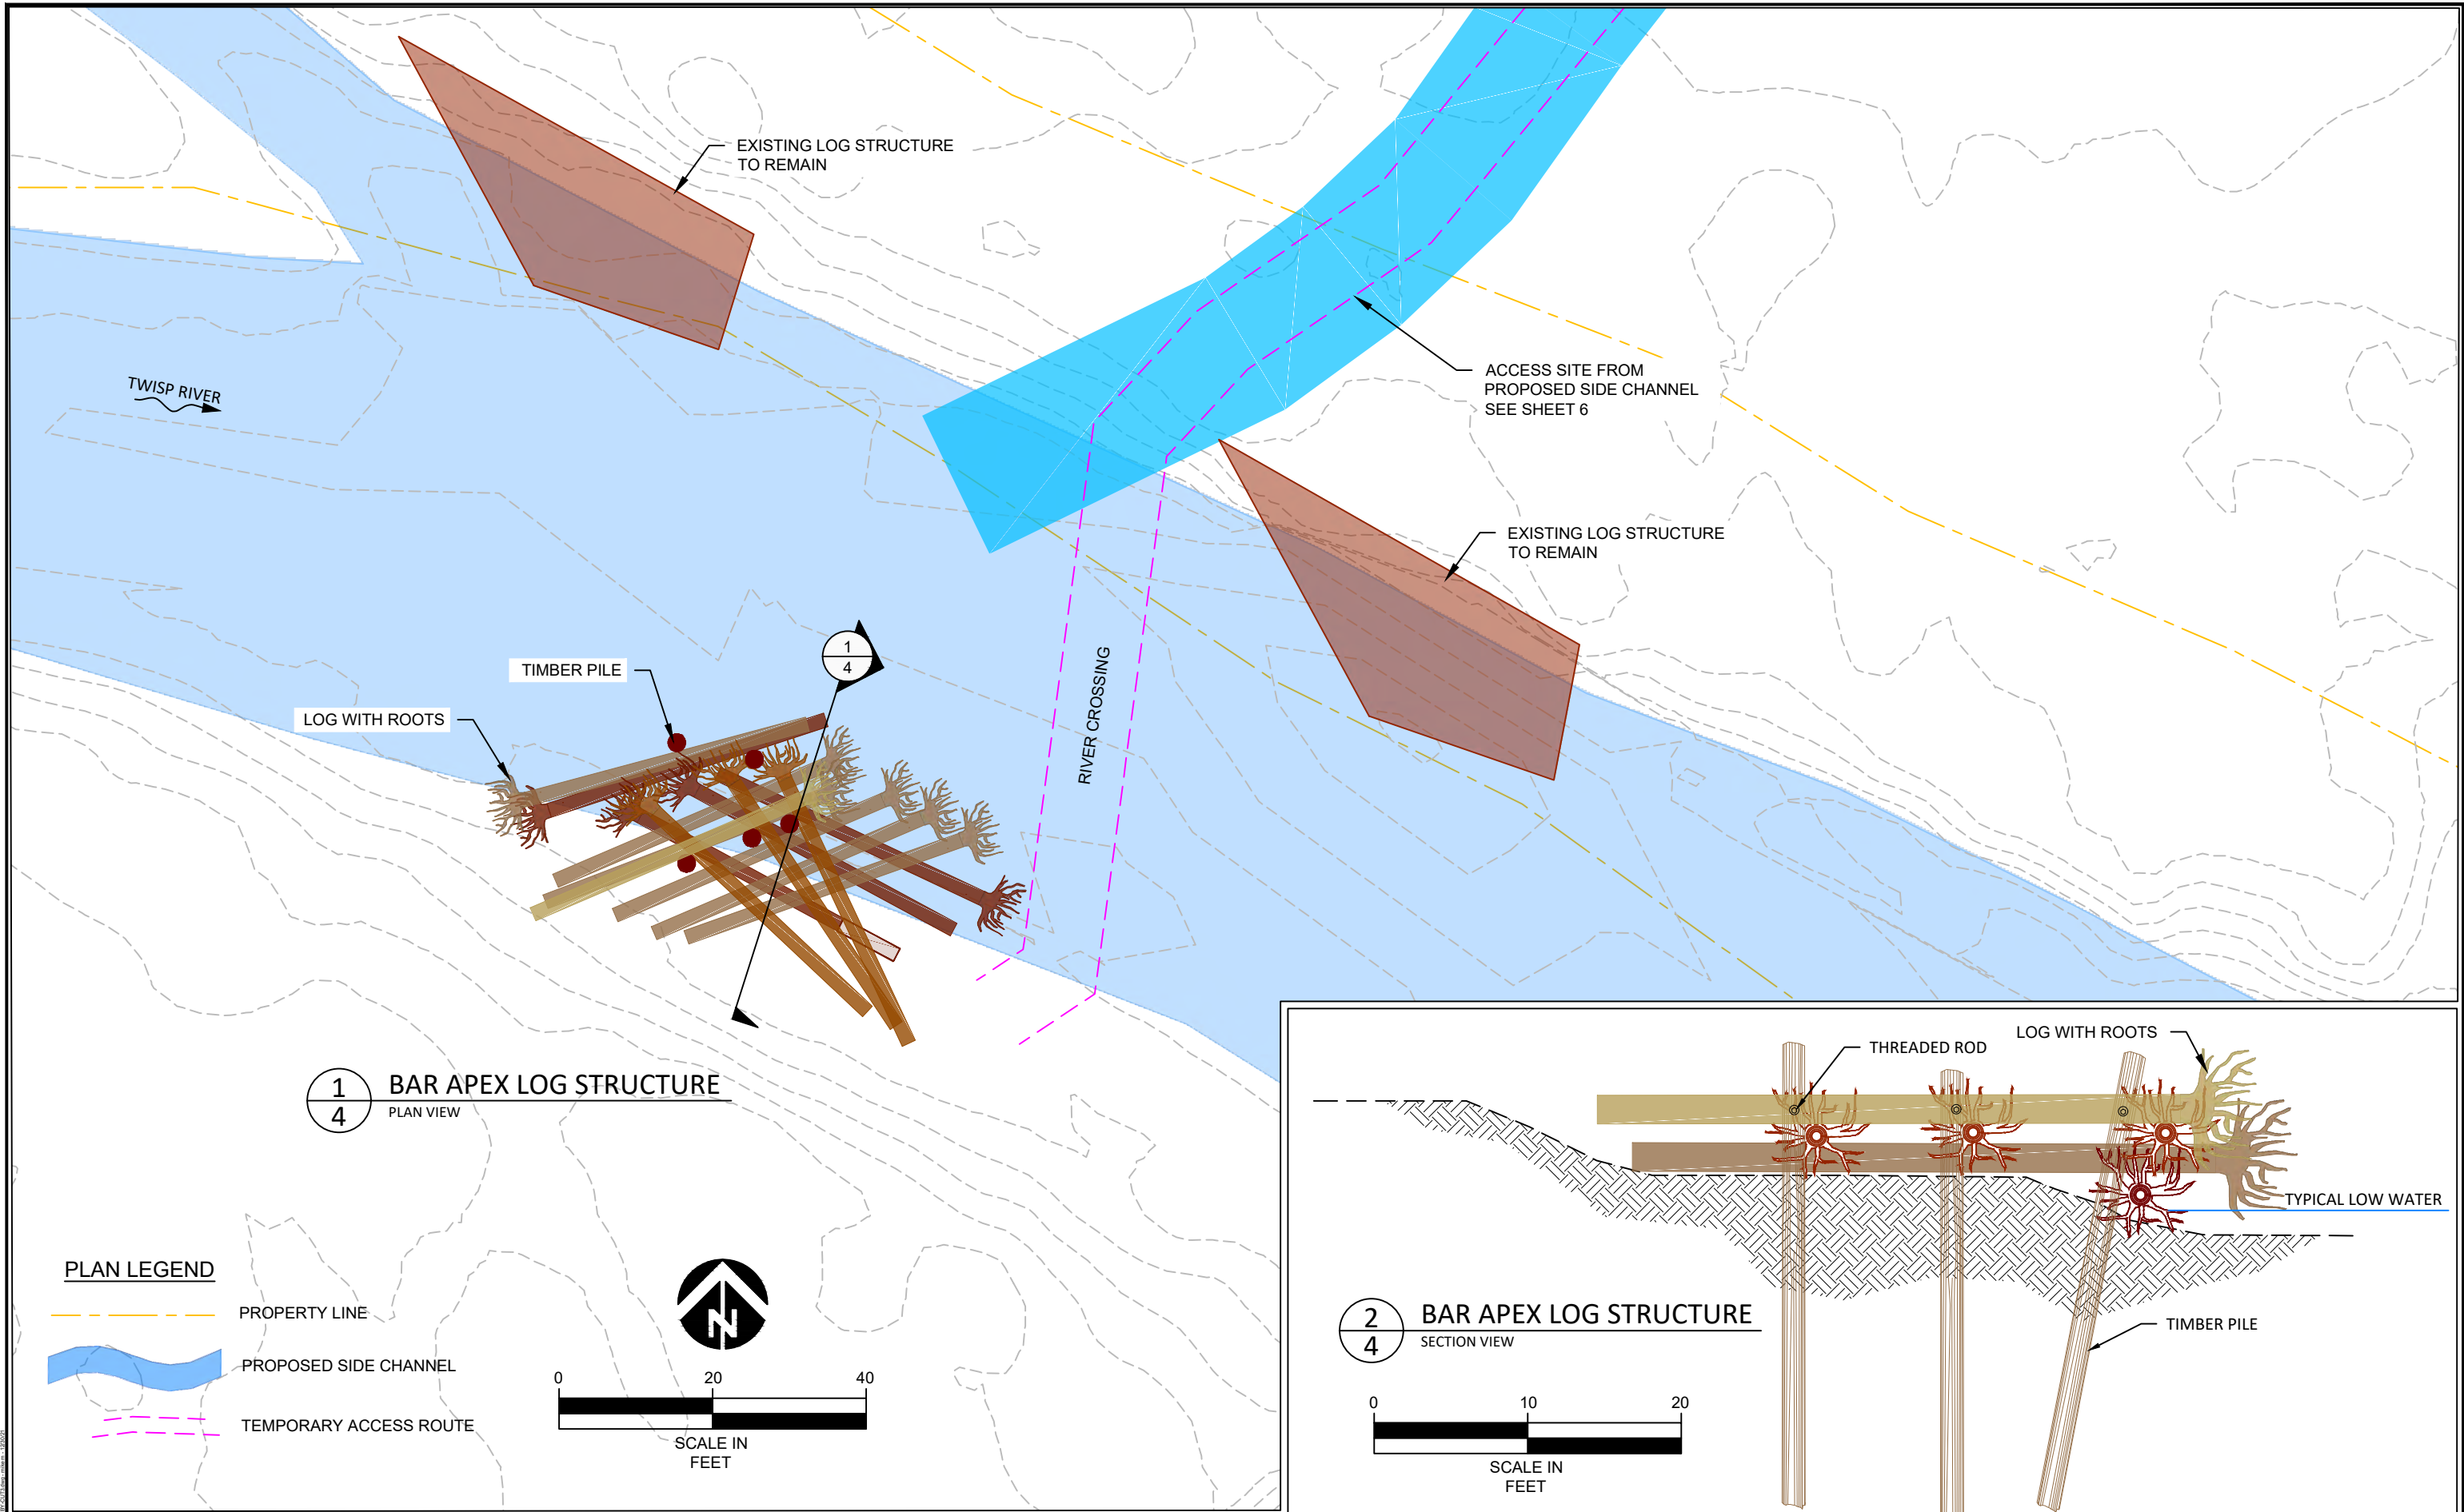 EXISTING LOG STRUCTURE
TO REMAIN
TWISP RIVER
ACCESS SITE FROM
PROPOSED SIDE CHANNEL
SEE SHEET 6
EXISTING LOG STRUCTURE
TO REMAIN
1
4
TIMBER PILE
LOG WITH ROOTS
RIVER CROSSING
1
4
BAR APEX LOG STRUCTURE
PLAN VIEW
PLAN LEGEND
PROPERTY LINE
PROPOSED SIDE CHANNEL
TEMPORARY ACCESS ROUTE
N
0 20 40
SCALE IN
FEET
LOG WITH ROOTS
THREADED ROD
TYPICAL LOW WATER
TIMBER PILE
2
4
BAR APEX LOG STRUCTURE
SECTION VIEW
0 10 20
SCALE IN
FEET